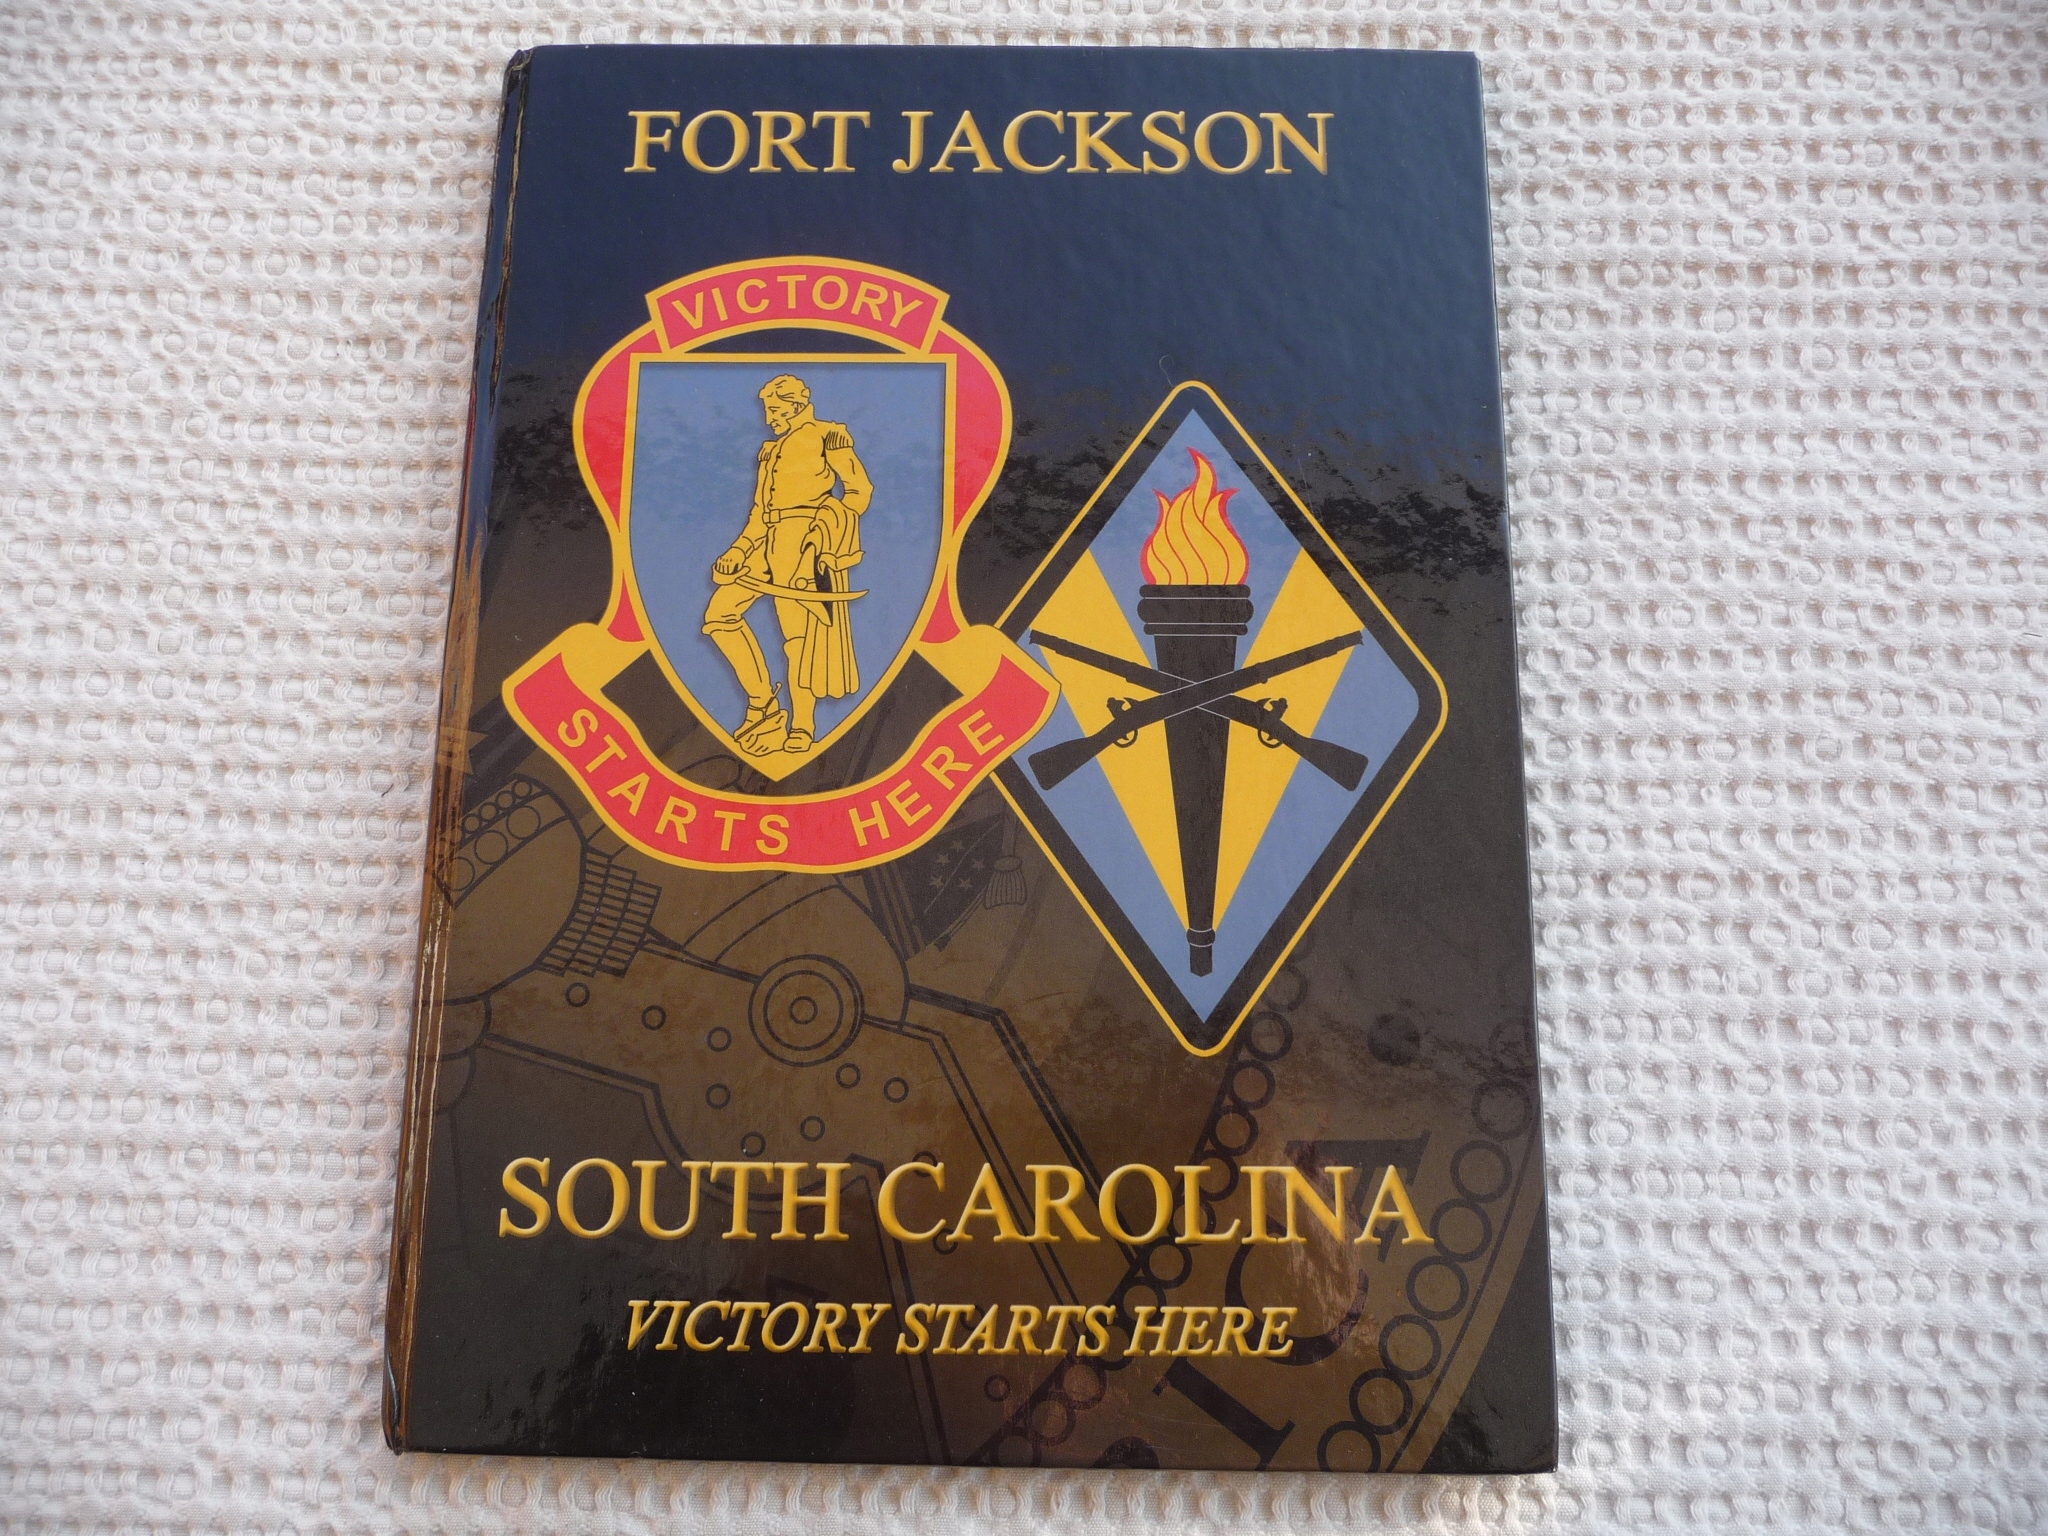 FORT JACKSON
VICTORY
STARTS HERE
SOUTH CAROLINA
VICTORY STARTS HERE